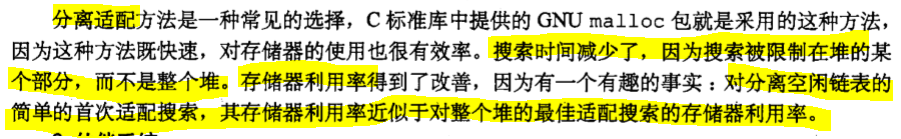 分离适配方法是一种常见的选择，C 标准库中提供的 GNU malloc 包就是采用的这种方法，
因为这种方法既快速，对存储器的使用也很有效率。搜索时间减少了，因为搜索被限制在堆的某
个部分，而不是整个堆。存储器利用率得到了改善，因为有一个有趣的事实：对分离空闲链表的
简单的首次适配搜索，其存储器利用率近似于对整个堆的最佳适配搜索的存储器利用率。